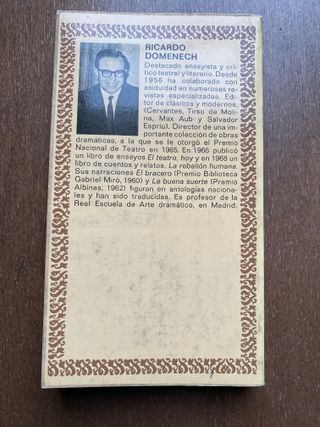 RICARDO
DOMENECH
Destacado ensayista y crí-
tico teatral y literario. Desde
1956 ha colaborado con
asiduidad en numerosas re-
vistas especializadas. Edi-
tor de clásicos y modernos.
(Cervantes, Tirso de Moli-
na, Max Aub y Salvador
Espriu). Director de una im-
portante colección de obras
dramáticas, a la que se le otorgó el Premio
Nacional de Teatro en 1965. En 1966 publicó
un libro de ensayos El teatro, hoy y en 1968 un
libro de cuentos y relatos, La rebelión humana.
Sus narraciones El bracero (Premio Biblioteca
Gabriel Miró, 1960) y La buena suerte (Premio
Albinas, 1962) figuran en antologías naciona-
les y han sido traducidas. Es profesor de la
Real Escuela de Arte dramático, en Madrid.